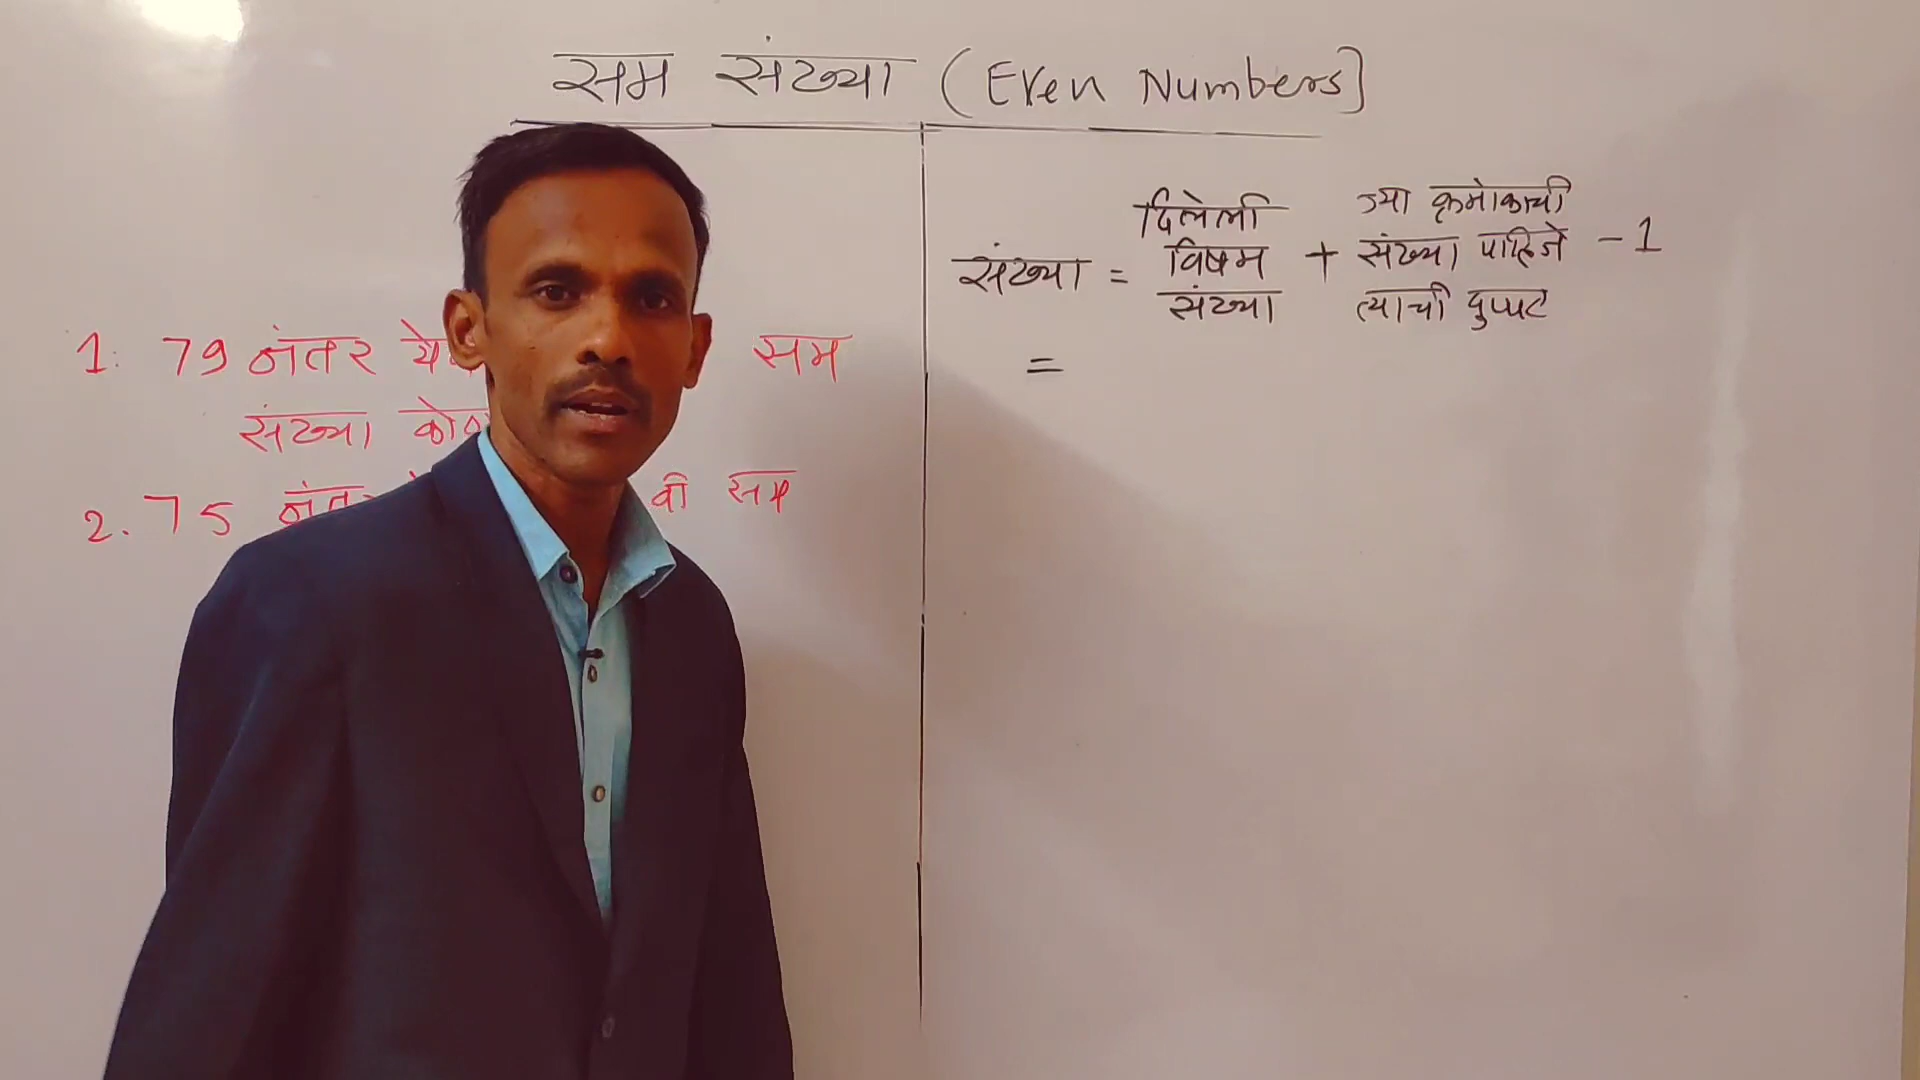 सम संख्या (Even Numbers]
1. 79 नंतर सम
संख्या
2. 75 वी सम
दिलेली ज्या क्रमांकाची
संख्या = विषम + संख्या पाहिजे - 1
संख्या त्याची दुप्पट
=